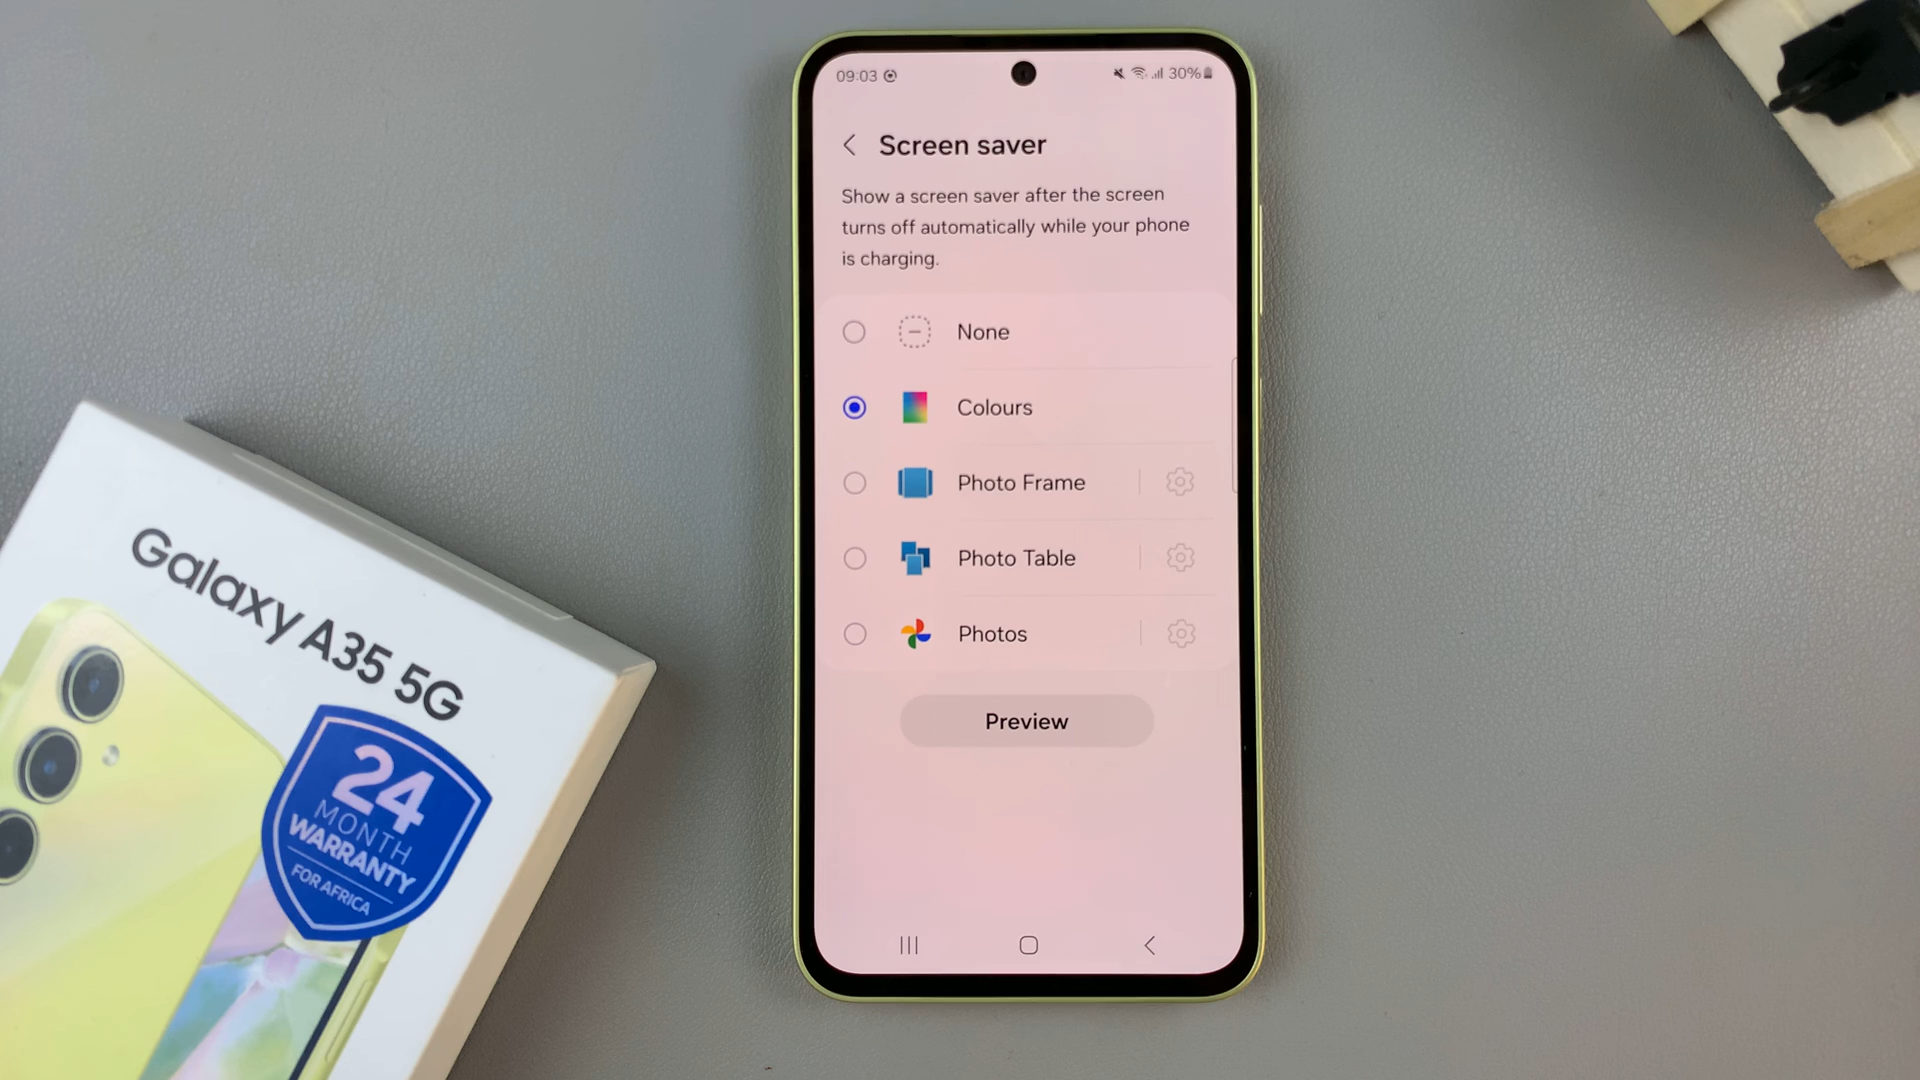 09:03
30%
Screen saver
Show a screen saver after the screen
turns off automatically while your phone
is charging.
None
Colours
Photo Frame
Photo Table
Photos
Preview
Galaxy A35 5G
24
MONTH
WARRANTY
FOR AFRICA